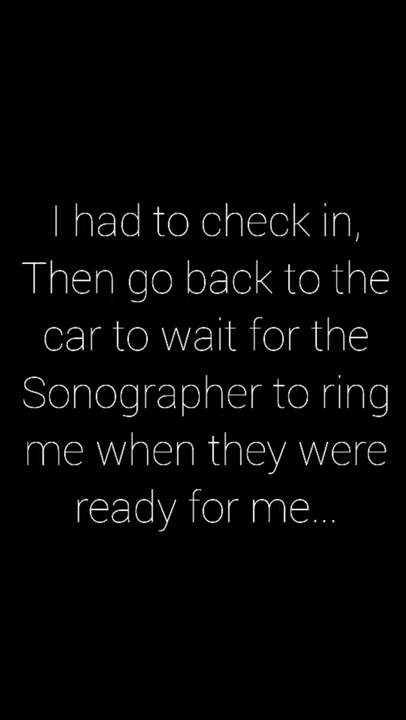 I had to check in,
Then go back to the
car to wait for the
Sonographer to ring
me when they were
ready for me...